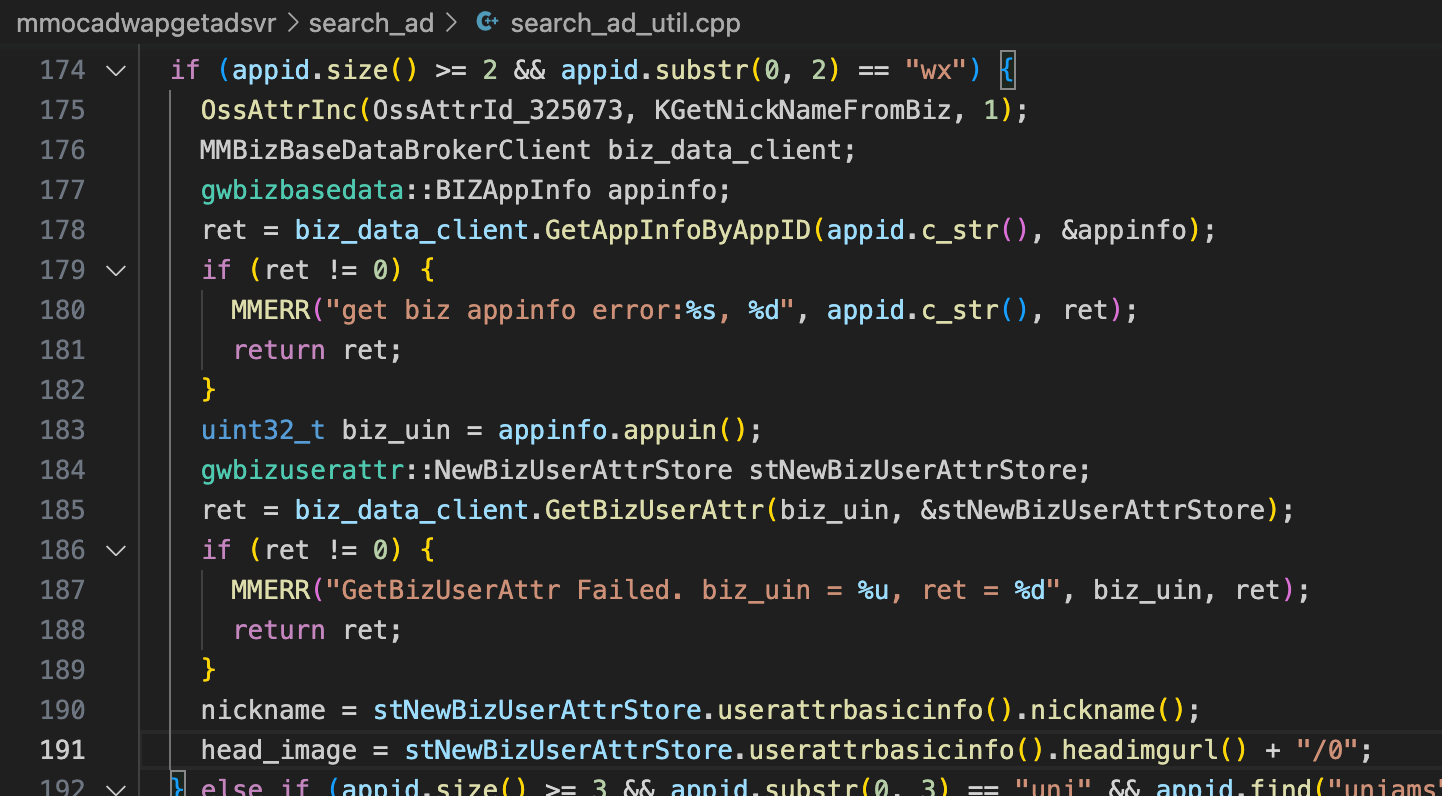 mmocadwapgetadsvr > search_ad > search_ad_util.cpp
174 if (appid.size() >= 2 && appid.substr(0, 2) == "wx") {
175 OssAttrInc(OssAttrId_325073, KGetNickNameFromBiz, 1);
176 MMBizBaseDataBrokerClient biz_data_client;
177 gwbizbasedata::BIZAppInfo appinfo;
178 ret = biz_data_client.GetAppInfoByAppID(appid.c_str(), &appinfo);
179 if (ret != 0) {
180 MMERR("get biz appinfo error:%s, %d", appid.c_str(), ret);
181 return ret;
182 }
183 uint32_t biz_uin = appinfo.appuin();
184 gwbizuserattr::NewBizUserAttrStore stNewBizUserAttrStore;
185 ret = biz_data_client.GetBizUserAttr(biz_uin, &stNewBizUserAttrStore);
186 if (ret != 0) {
187 MMERR("GetBizUserAttr Failed. biz_uin = %u, ret = %d", biz_uin, ret);
188 return ret;
189 }
190 nickname = stNewBizUserAttrStore.userattrbasicinfo().nickname();
191 head_image = stNewBizUserAttrStore.userattrbasicinfo().headimgurl() + "/0";
192 } else if (appid.size() >= 3 && appid.substr(0, 3) == "uni" && appid.find("uniams"